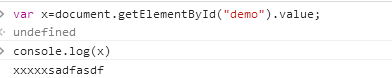 > var x=document.getElementById("demo").value;
< undefined
> console.log(x)
xxxxxsadfasdf